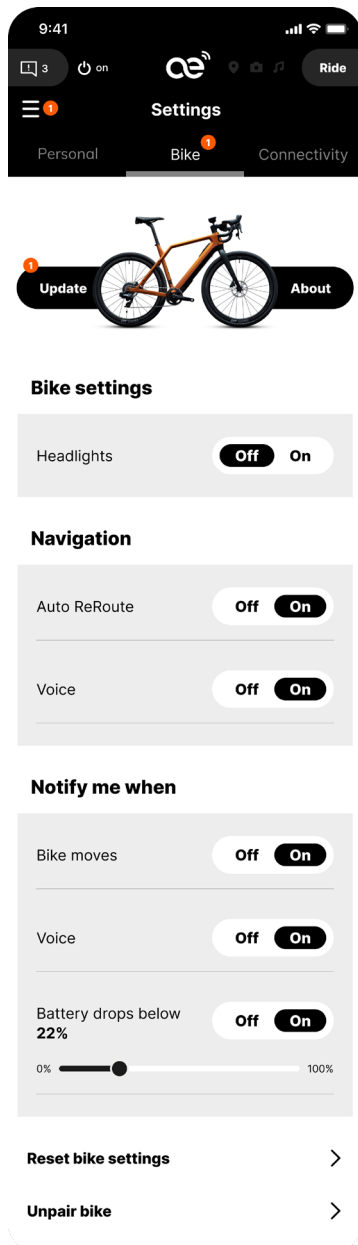 9:41
3 on Ride
1 Settings
Personal Bike 1 Connectivity
1
Update About
Bike settings
Headlights Off On
Navigation
Auto ReRoute Off On
Voice Off On
Notify me when
Bike moves Off On
Voice Off On
Battery drops below Off On
22%
0% 100%
Reset bike settings
Unpair bike